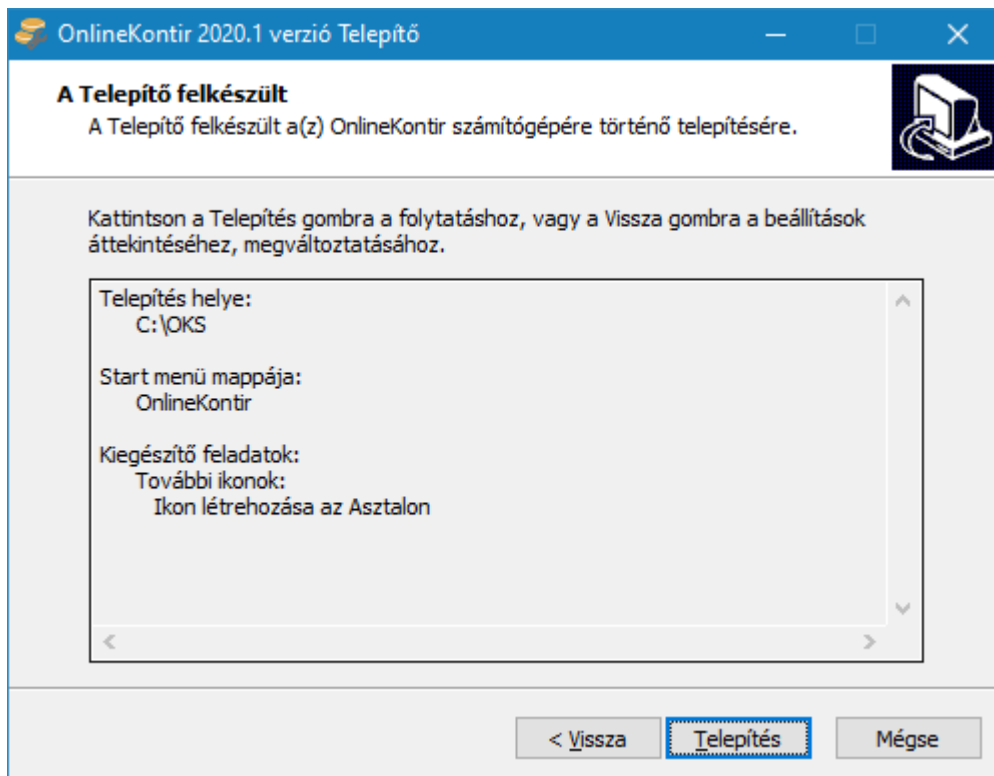 OnlineKontir 2020.1 verzió Telepítő
A Telepítő felkészült
A Telepítő felkészült a(z) OnlineKontir számítógépére történő telepítésére.
Kattintson a Telepítés gombra a folytatáshoz, vagy a Vissza gombra a beállítások
áttekintéséhez, megváltoztatásához.
Telepítés helye:
C:\OKS
Start menü mappája:
OnlineKontir
Kiegészítő feladatok:
További ikonok:
Ikon létrehozása az Asztalon
< Vissza
Telepítés
Mégse